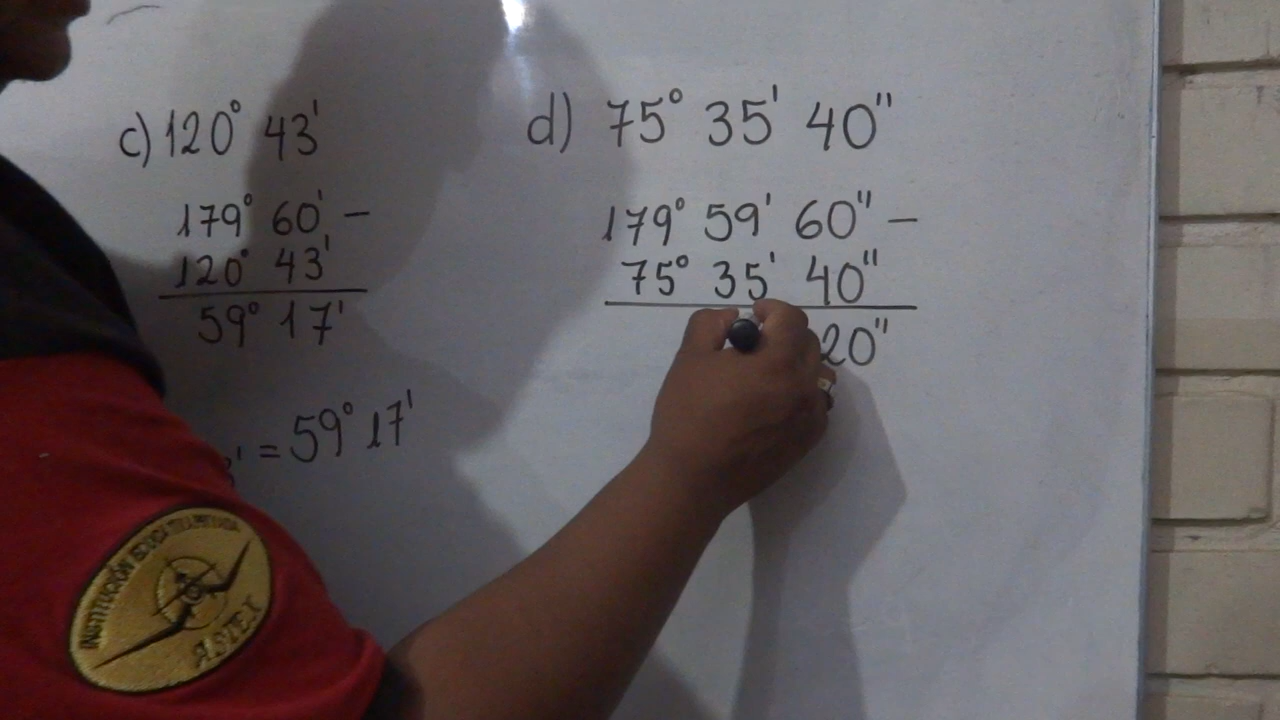 c) 120° 43'
179° 60' -
120° 43'
59° 17'
' = 59° 17'
d) 75° 35' 40"
179° 59' 60" -
75° 35' 40"
20"
INSTITUCIÓN